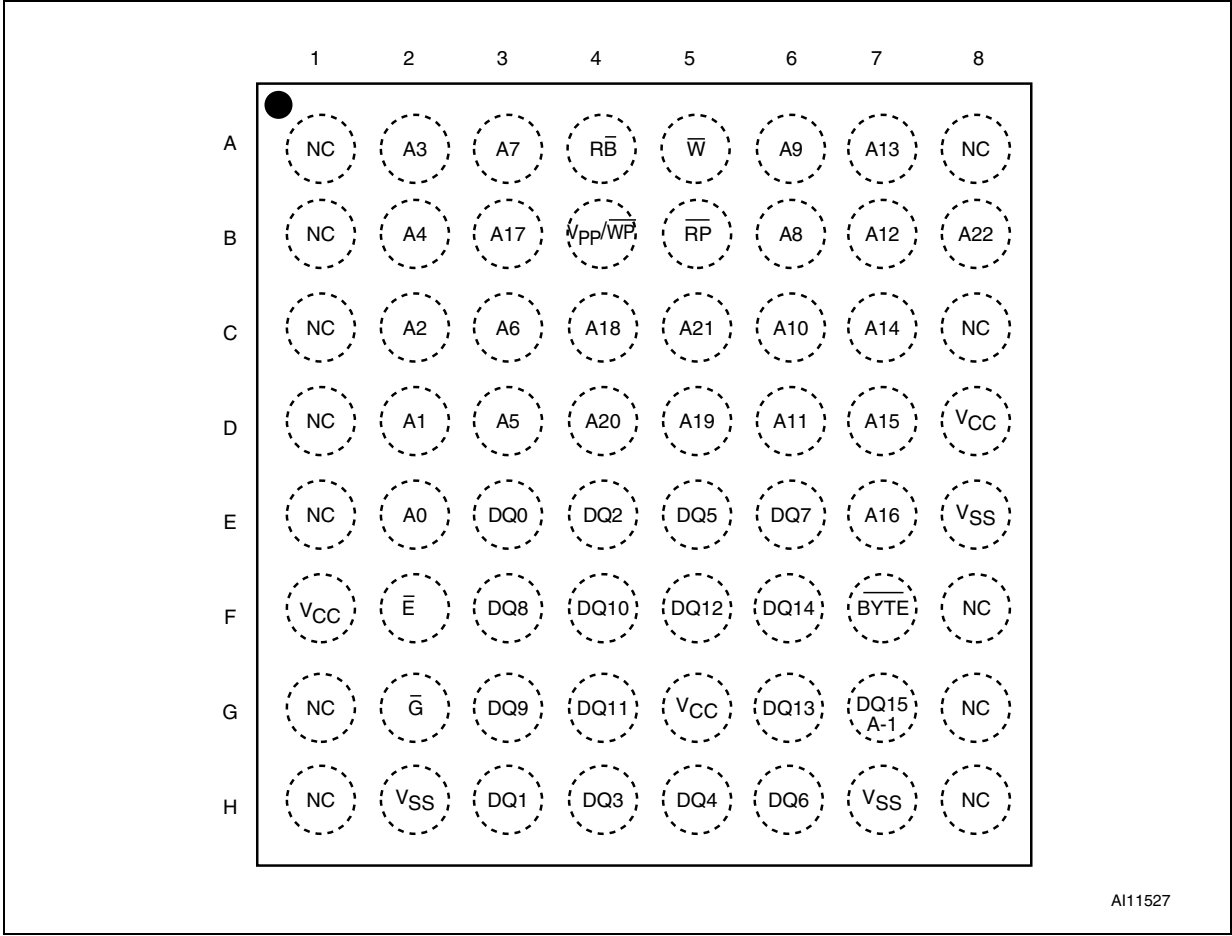 1 2 3 4 5 6 7 8
A NC A3 A7 RB̅ W̅ A9 A13 NC
B NC A4 A17 VPP/W̅P̅ R̅P̅ A8 A12 A22
C NC A2 A6 A18 A21 A10 A14 NC
D NC A1 A5 A20 A19 A11 A15 VCC
E NC A0 DQ0 DQ2 DQ5 DQ7 A16 VSS
F VCC E̅ DQ8 DQ10 DQ12 DQ14 B̅Y̅T̅E̅ NC
G NC G̅ DQ9 DQ11 VCC DQ13 DQ15 A-1 NC
H NC VSS DQ1 DQ3 DQ4 DQ6 VSS NC
AI11527